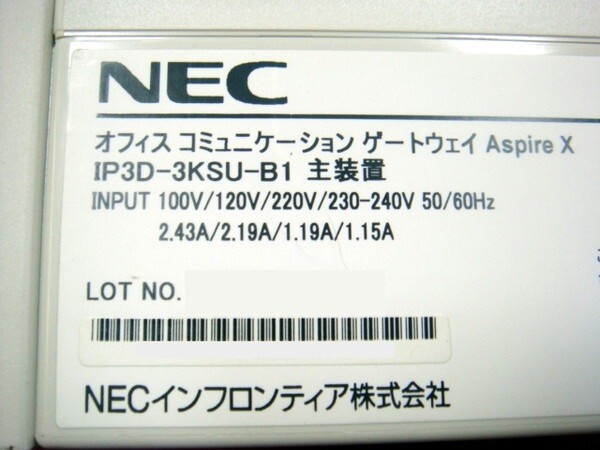 NEC
オフィス コミュニケーション ゲートウェイ Aspire X
IP3D-3KSU-B1 主装置
INPUT 100V/120V/220V/230-240V 50/60Hz
2.43A/2.19A/1.19A/1.15A
LOT NO.
NECインフロンティア株式会社